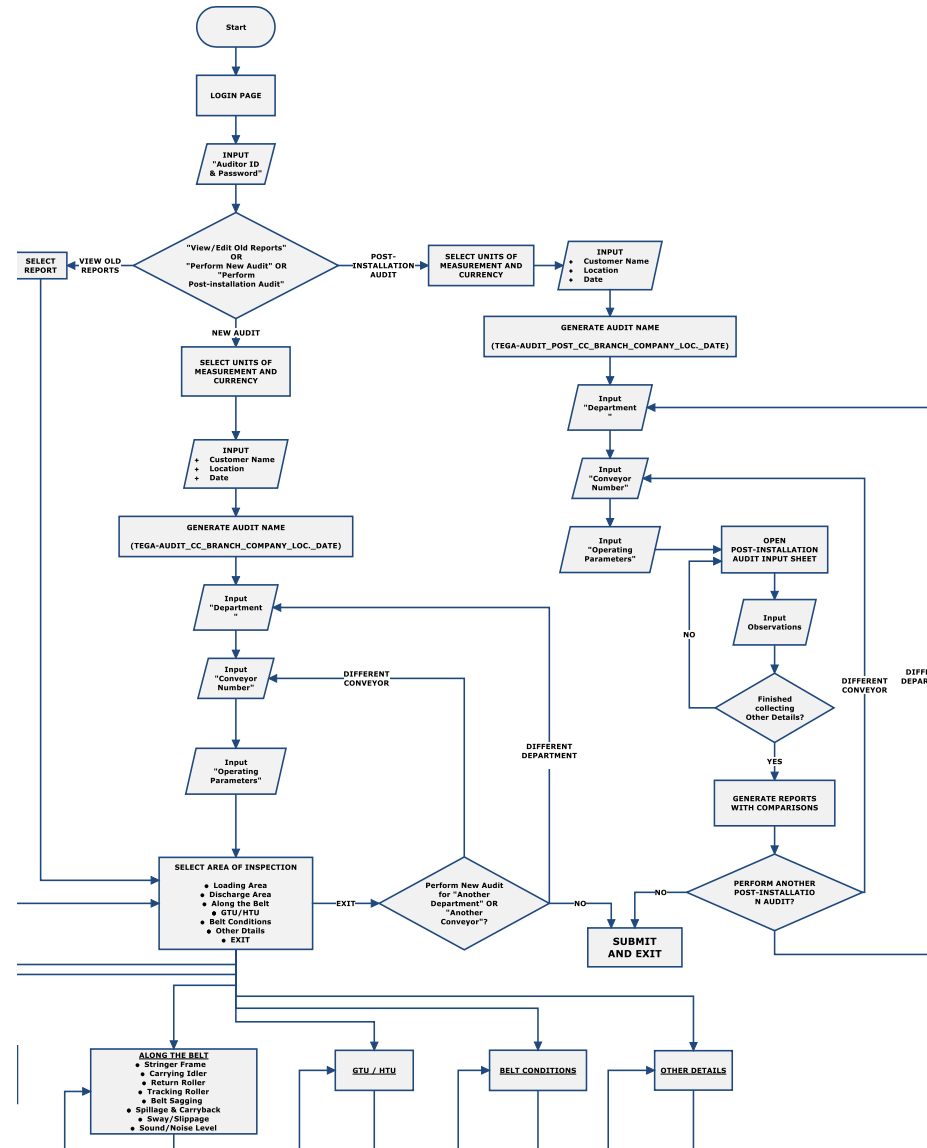 Start
LOGIN PAGE
INPUT
"Auditor ID
& Password"
"View/Edit Old Reports"
OR
"Perform New Audit" OR
"Perform
Post-installation Audit"
VIEW OLD
REPORTS
SELECT
REPORT
POST-
INSTALLATION
AUDIT
SELECT UNITS OF
MEASUREMENT AND
CURRENCY
INPUT
• Customer Name
• Location
• Date
GENERATE AUDIT NAME
(TEGA-AUDIT_POST_CC_BRANCH_COMPANY_LOC._DATE)
Input
"Department
"
Input
"Conveyor
Number"
Input
"Operating
Parameters"
OPEN
POST-INSTALLATION
AUDIT INPUT SHEET
Input
Observations
NO
Finished
collecting
Other Details?
YES
GENERATE REPORTS
WITH COMPARISONS
PERFORM ANOTHER
POST-INSTALLATIO
N AUDIT?
DIFFERENT
CONVEYOR
NO
NEW AUDIT
SELECT UNITS OF
MEASUREMENT AND
CURRENCY
INPUT
+ Customer Name
+ Location
+ Date
GENERATE AUDIT NAME
(TEGA-AUDIT_CC_BRANCH_COMPANY_LOC._DATE)
Input
"Department
"
Input
"Conveyor
Number"
DIFFERENT
CONVEYOR
DIFFERENT
DEPARTMENT
Input
"Operating
Parameters"
SELECT AREA OF INSPECTION
• Loading Area
• Discharge Area
• Along the Belt
• GTU/HTU
• Belt Conditions
• Other Dtails
• EXIT
EXIT
Perform New Audit
for "Another
Department" OR
"Another
Conveyor"?
NO
SUBMIT
AND EXIT
ALONG THE BELT
• Stringer Frame
• Carrying Idler
• Return Roller
• Tracking Roller
• Belt Sagging
• Spillage & Carryback
• Sway/Slippage
• Sound/Noise Level
GTU / HTU
BELT CONDITIONS
OTHER DETAILS